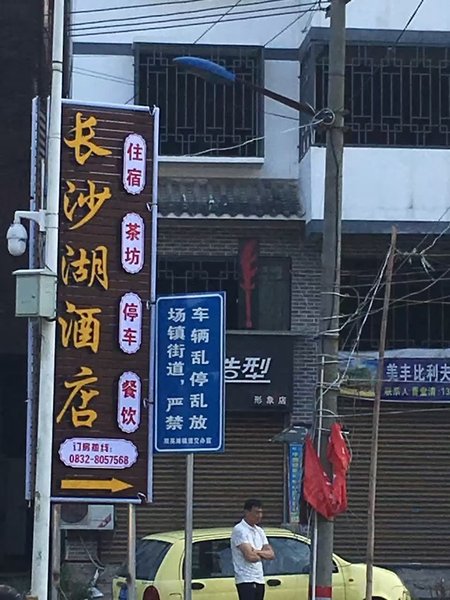 长沙湖酒店
住宿
茶坊
停车
餐饮
订房热线:
0832-8057568
场镇街道,严禁
车辆乱停乱放
造型
形象店
美丰比利夫